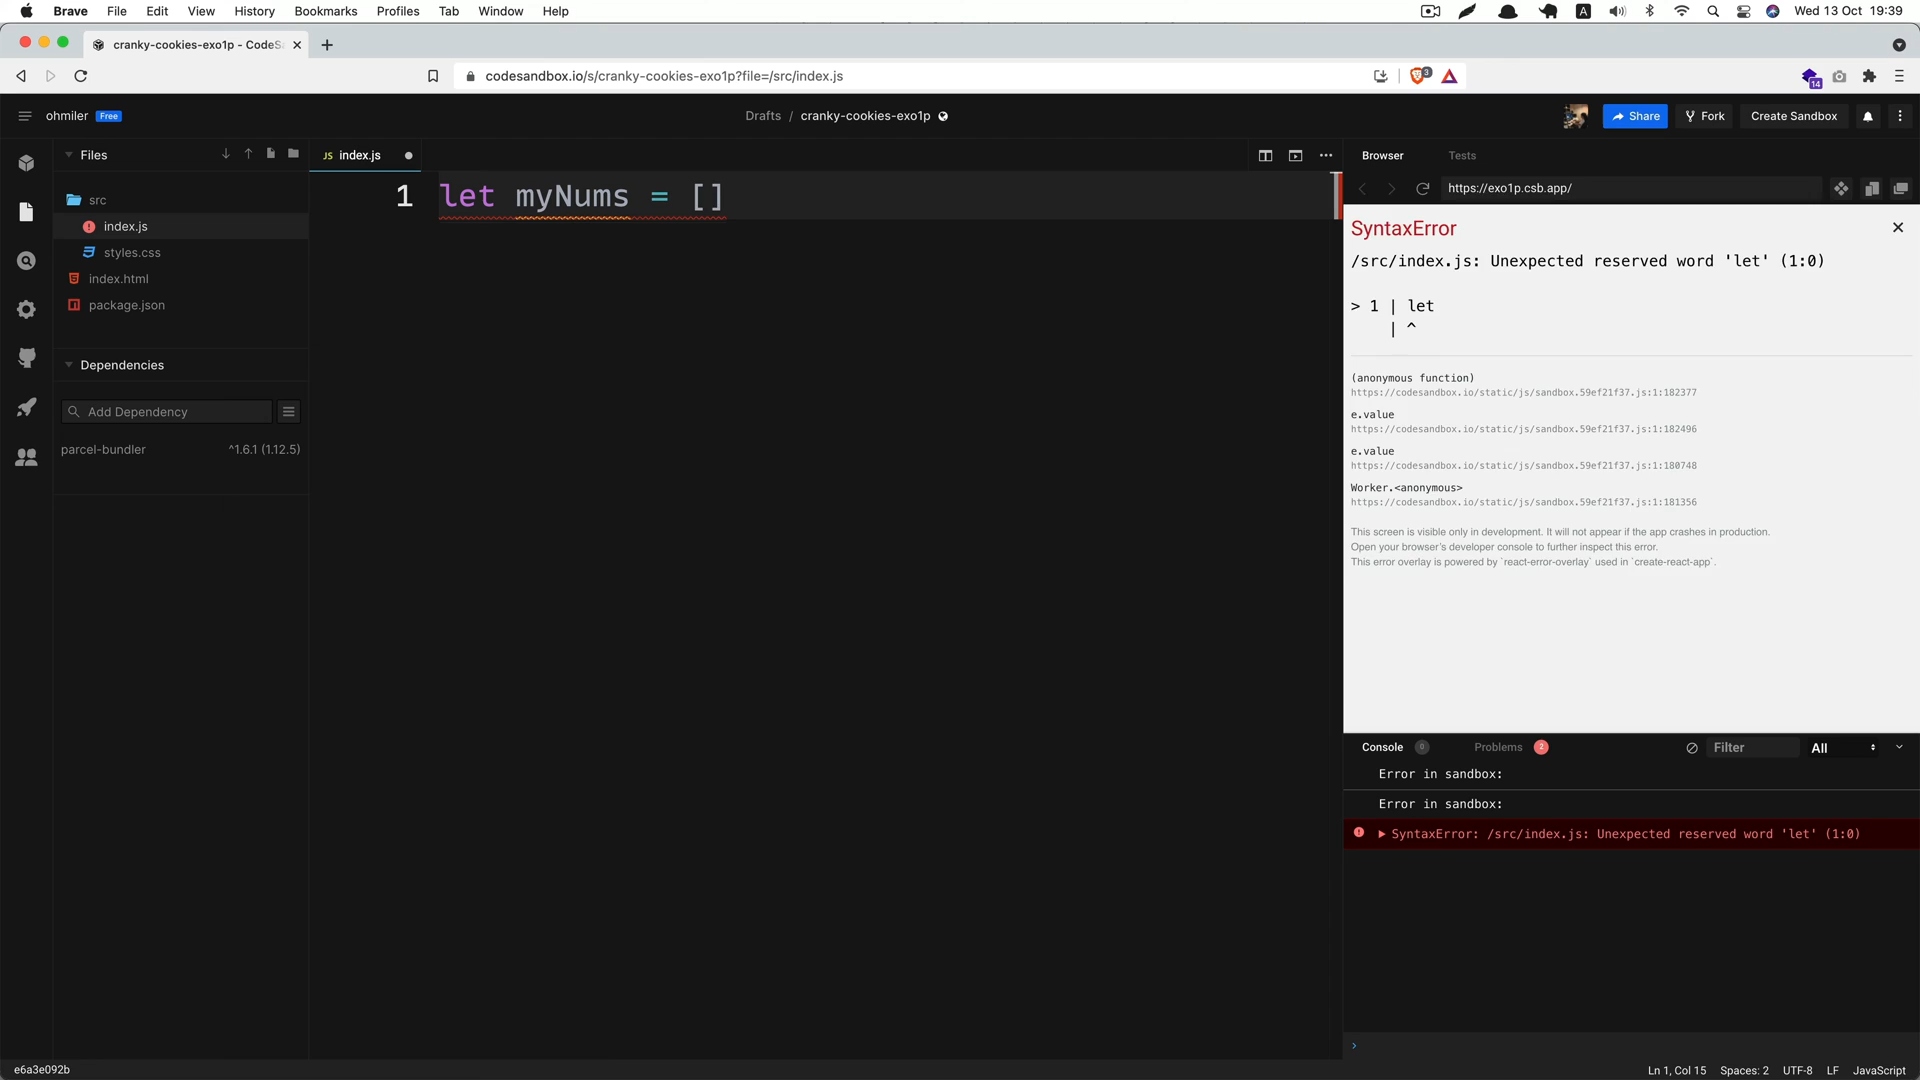 Brave File Edit View History Bookmarks Profiles Tab Window Help
A
Wed 13 Oct 19:39
cranky-cookies-exo1p - CodeSa
codesandbox.io/s/cranky-cookies-exo1p?file=/src/index.js
3
14
ohmiler Free
Drafts / cranky-cookies-exo1p
Share
Fork
Create Sandbox
Files
src
index.js
styles.css
index.html
package.json
Dependencies
Add Dependency
parcel-bundler ^1.6.1 (1.12.5)
JS index.js
1 let myNums = []
Browser Tests
https://exo1p.csb.app/
SyntaxError
/src/index.js: Unexpected reserved word 'let' (1:0)
> 1 | let
| ^
(anonymous function)
https://codesandbox.io/static/js/sandbox.59ef21f37.js:1:182377
e.value
https://codesandbox.io/static/js/sandbox.59ef21f37.js:1:182496
e.value
https://codesandbox.io/static/js/sandbox.59ef21f37.js:1:180748
Worker.<anonymous>
https://codesandbox.io/static/js/sandbox.59ef21f37.js:1:181356
This screen is visible only in development. It will not appear if the app crashes in production.
Open your browser's developer console to further inspect this error.
This error overlay is powered by `react-error-overlay` used in `create-react-app`.
Console 0 Problems 2 Filter All
Error in sandbox:
Error in sandbox:
SyntaxError: /src/index.js: Unexpected reserved word 'let' (1:0)
e6a3e092b
Ln 1, Col 15 Spaces: 2 UTF-8 LF JavaScript